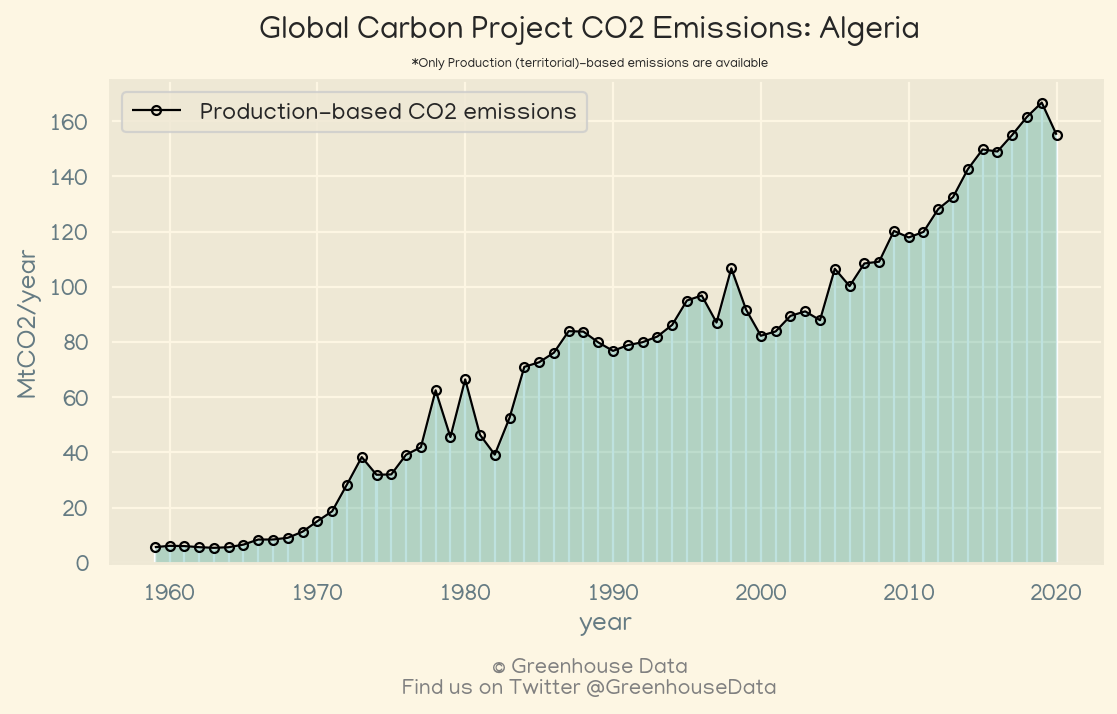 Global Carbon Project CO2 Emissions: Algeria
*Only Production (territorial)-based emissions are available
Production-based CO2 emissions
160
140
120
100
80
60
40
20
0
MtCO2/year
1960 1970 1980 1990 2000 2010 2020
year
© Greenhouse Data
Find us on Twitter @GreenhouseData